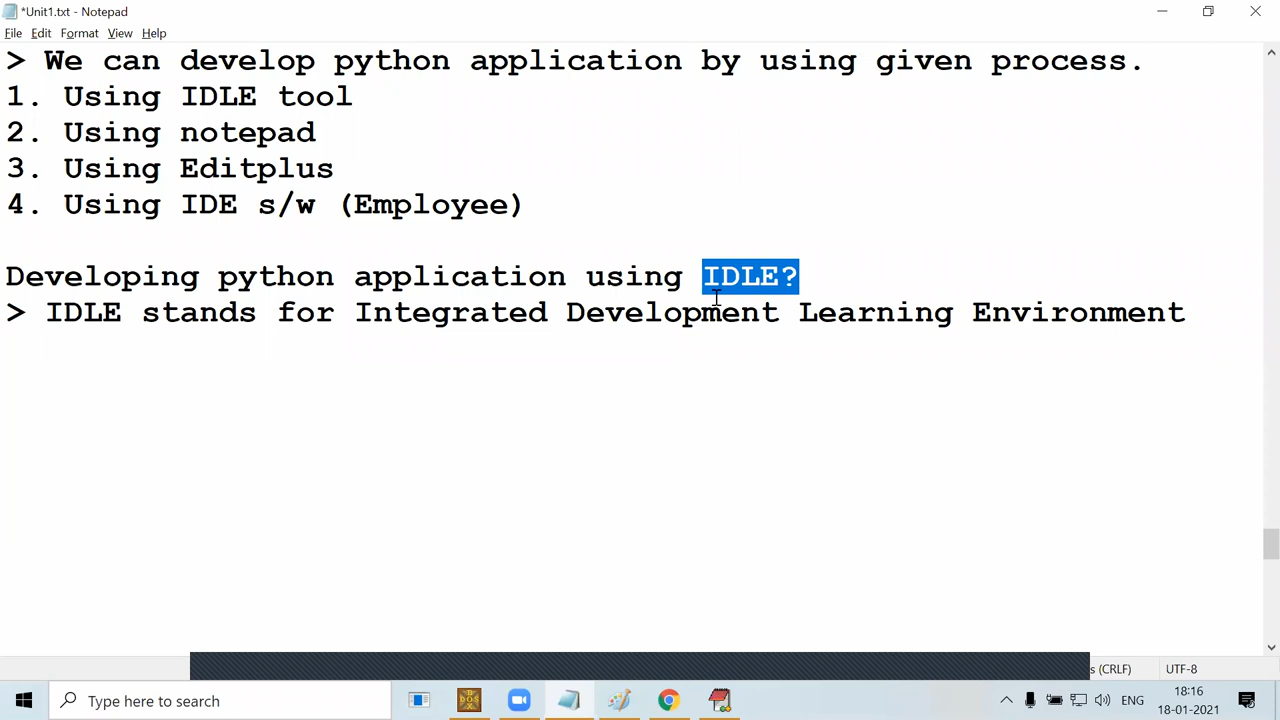 *Unit1.txt - Notepad
File Edit Format View Help
> We can develop python application by using given process.
1. Using IDLE tool
2. Using notepad
3. Using Editplus
4. Using IDE s/w (Employee)
Developing python application using IDLE?
> IDLE stands for Integrated Development Learning Environment
s (CRLF) UTF-8
Type here to search
ENG
18:16
18-01-2021